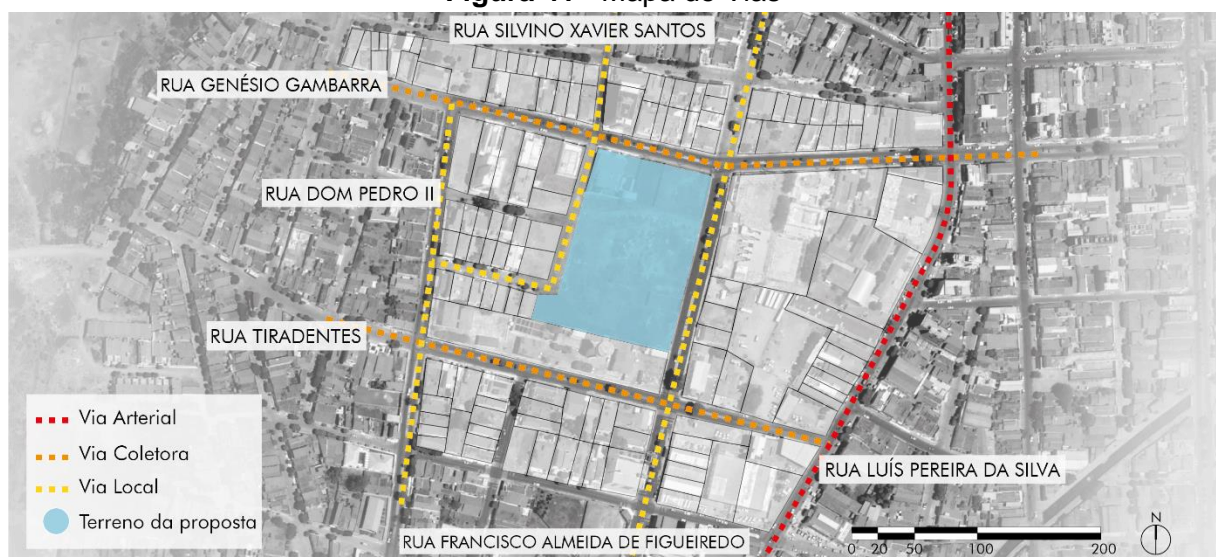 RUA SILVINO XAVIER SANTOS
RUA GENÉSIO GAMBARRA
RUA DOM PEDRO II
RUA TIRADENTES
Via Arterial
Via Coletora
Via Local
Terreno da proposta
RUA LUÍS PEREIRA DA SILVA
RUA FRANCISCO ALMEIDA DE FIGUEIREDO
N
0 20 50 100 200